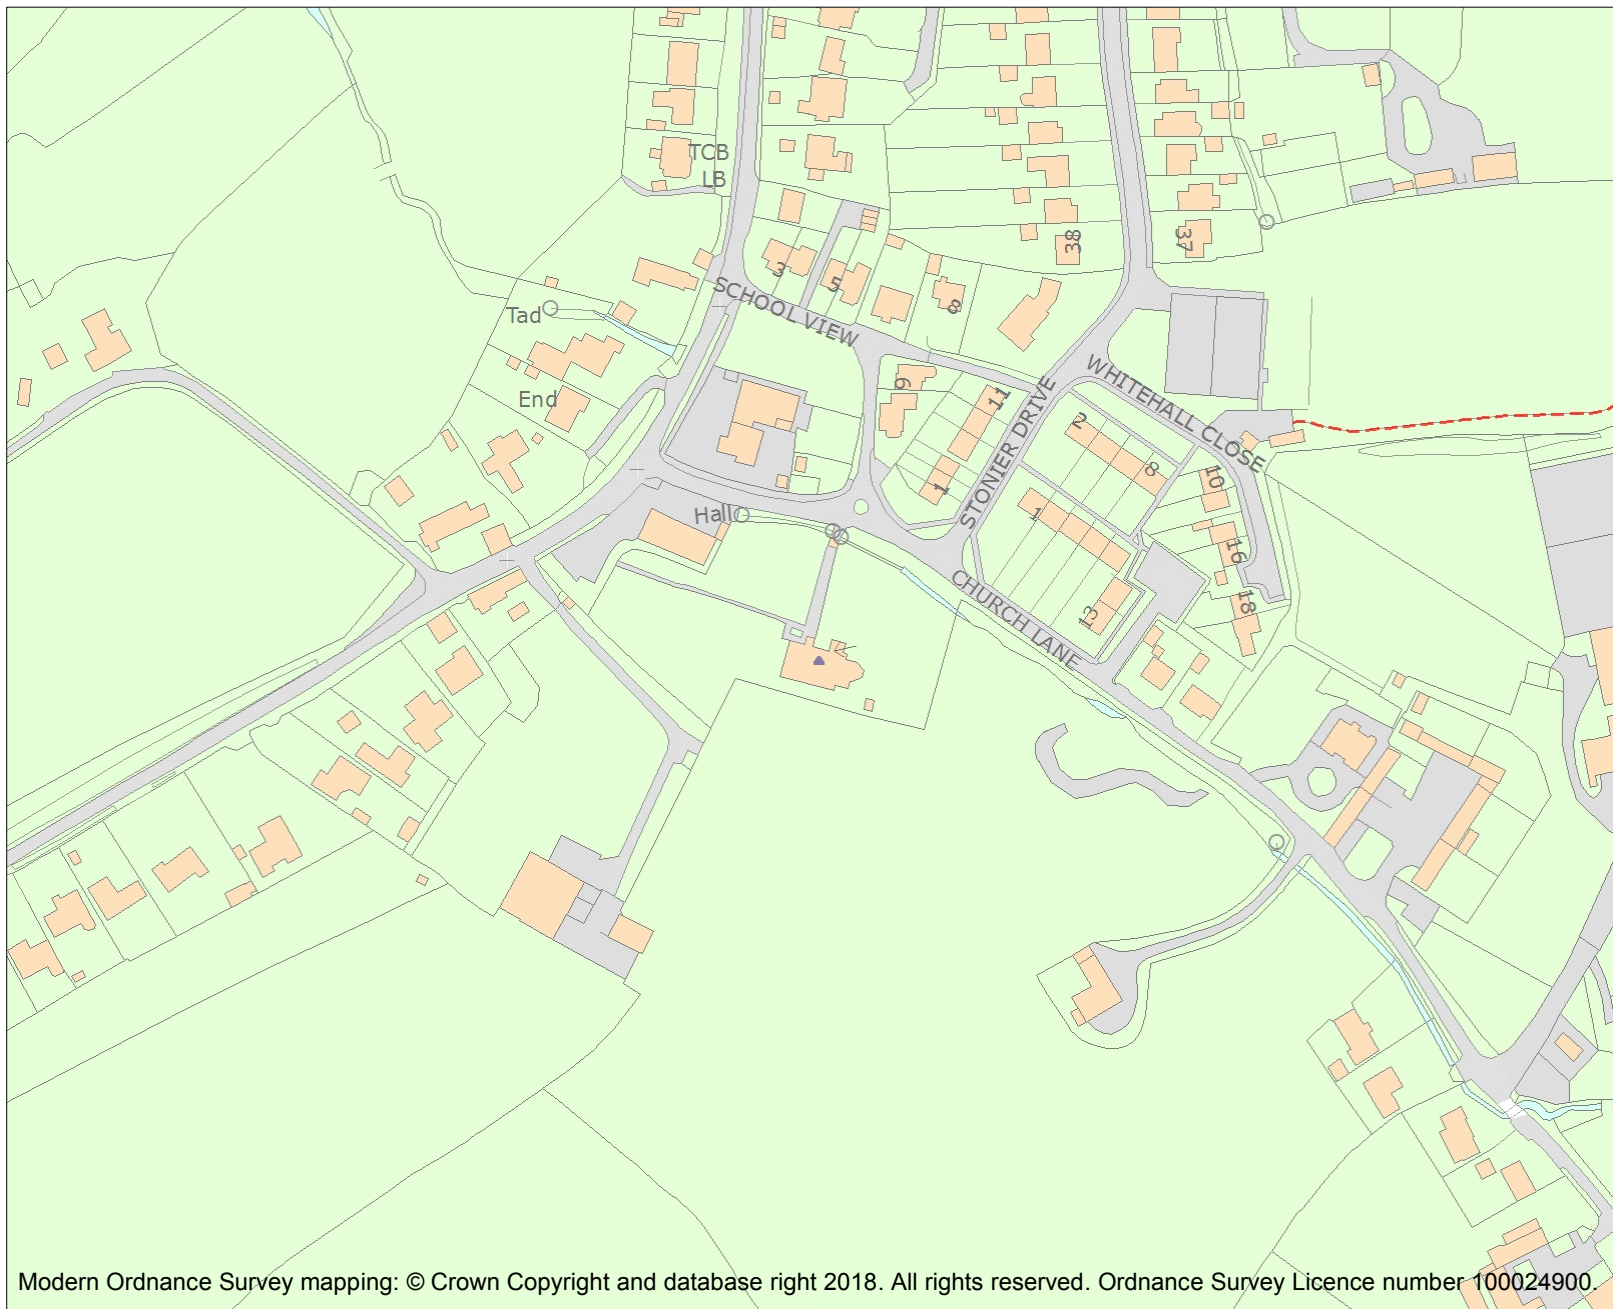 TCB
LB
38
37
3
5
8
SCHOOL VIEW
Tad
End
9
11
1
WHITEHALL CLOSE
STONIER DRIVE
2
8
10
16
18
1
13
Hall
CHURCH LANE
Modern Ordnance Survey mapping: © Crown Copyright and database right 2018. All rights reserved. Ordnance Survey Licence number 100024900.